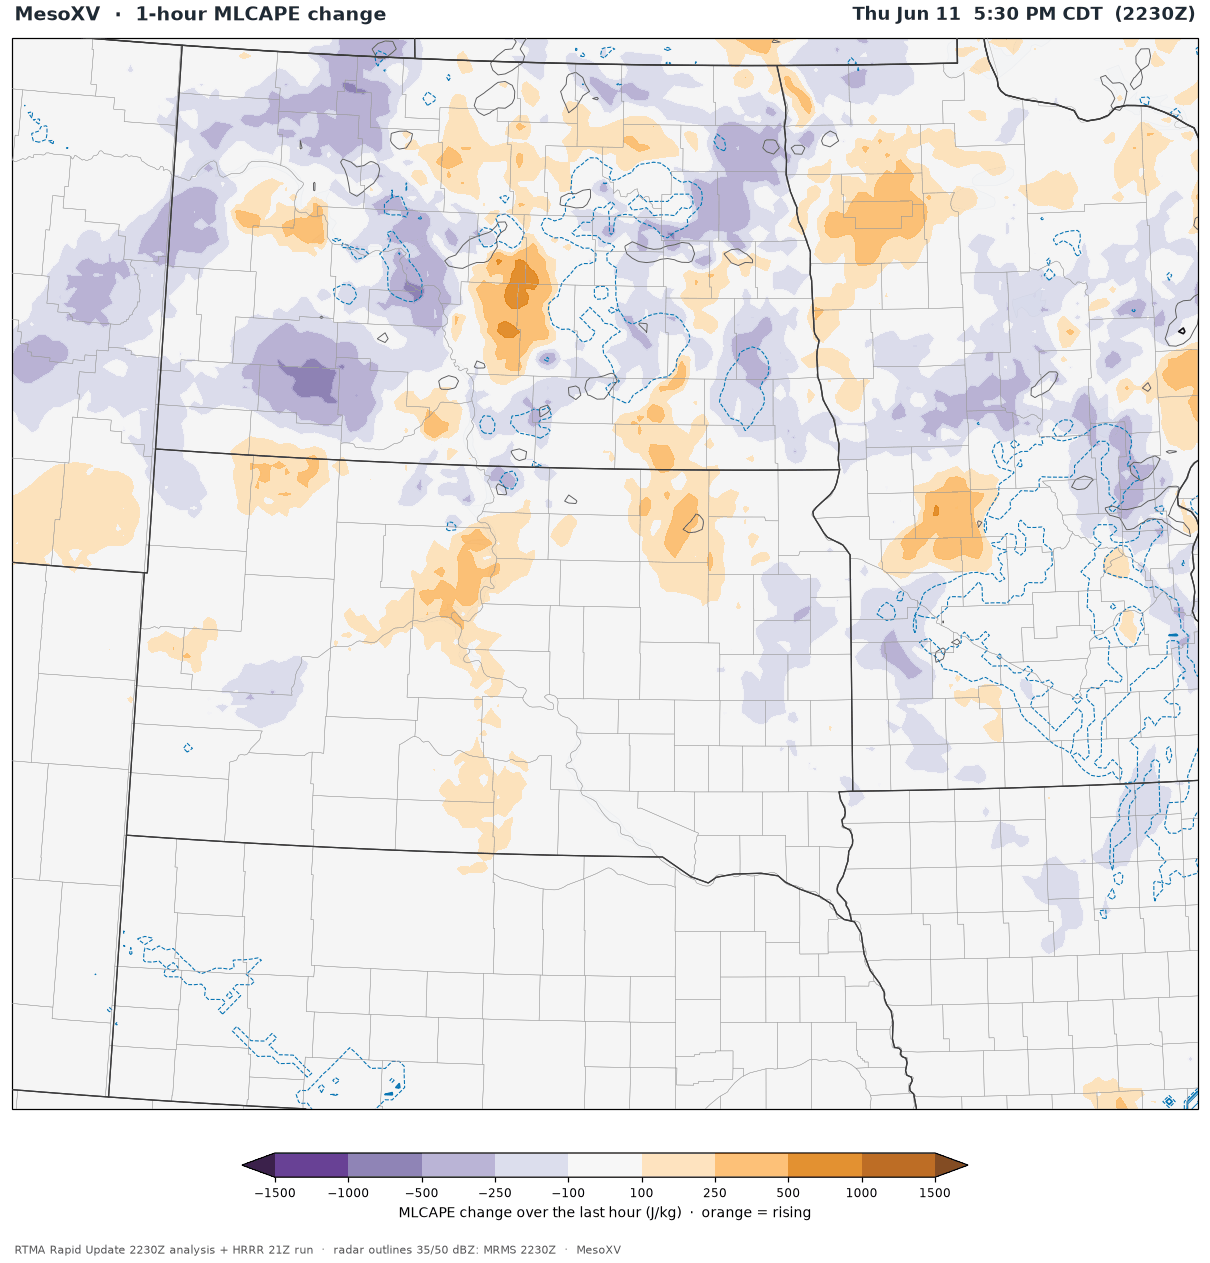 MesoXV · 1-hour MLCAPE change
Thu Jun 11 5:30 PM CDT (2230Z)
−1500 −1000 −500 −250 −100 100 250 500 1000 1500
MLCAPE change over the last hour (J/kg) · orange = rising
RTMA Rapid Update 2230Z analysis + HRRR 21Z run · radar outlines 35/50 dBZ: MRMS 2230Z · MesoXV